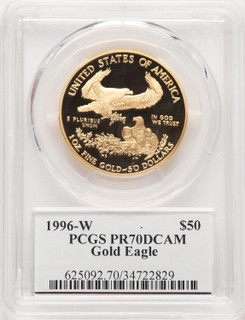 UNITED STATES OF AMERICA
E PLURIBUS UNUM
IN GOD WE TRUST
1 OZ. FINE GOLD~50 DOLLARS
1996-W $50
PCGS PR70DCAM
Gold Eagle
625092.70/34722829